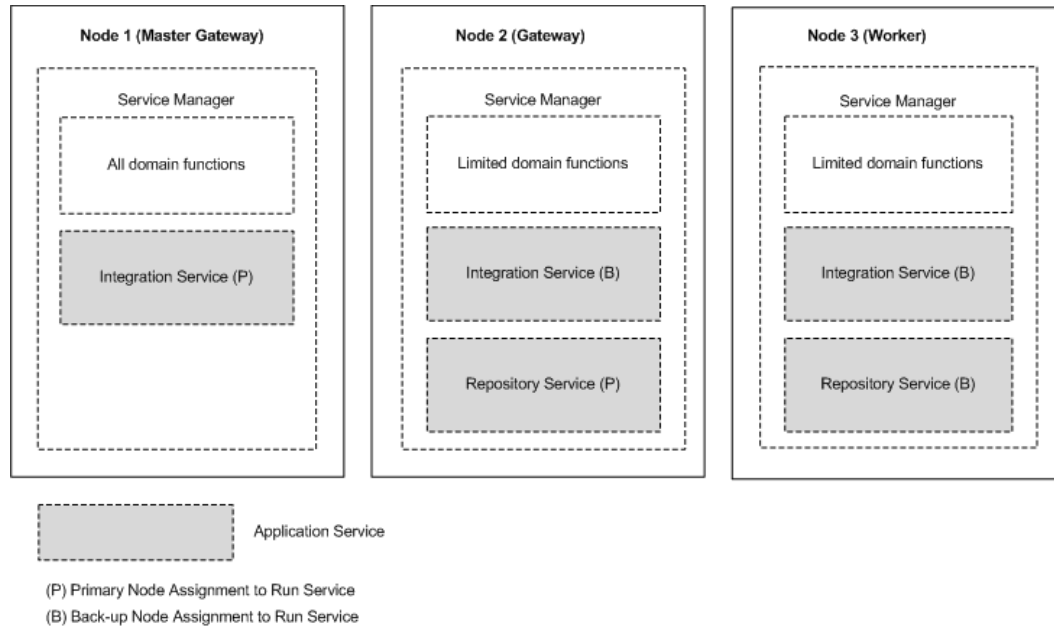 Node 1 (Master Gateway)
Service Manager
All domain functions
Integration Service (P)
Node 2 (Gateway)
Service Manager
Limited domain functions
Integration Service (B)
Repository Service (P)
Node 3 (Worker)
Service Manager
Limited domain functions
Integration Service (B)
Repository Service (B)
Application Service
(P) Primary Node Assignment to Run Service
(B) Back-up Node Assignment to Run Service